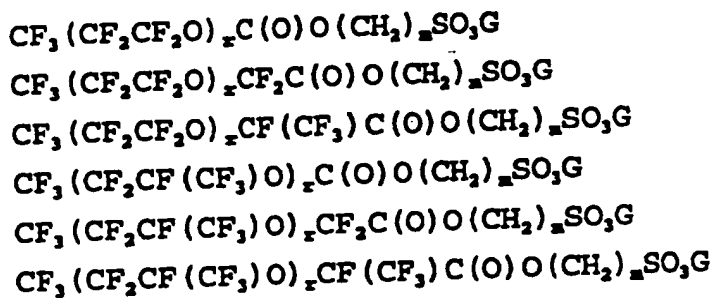 CF₃(CF₂CF₂O)ₓC(O)O(CH₂)ₘSO₃G
CF₃(CF₂CF₂O)ₓCF₂C(O)O(CH₂)ₘSO₃G
CF₃(CF₂CF₂O)ₓCF(CF₃)C(O)O(CH₂)ₘSO₃G
CF₃(CF₂CF(CF₃)O)ₓC(O)O(CH₂)ₘSO₃G
CF₃(CF₂CF(CF₃)O)ₓCF₂C(O)O(CH₂)ₘSO₃G
CF₃(CF₂CF(CF₃)O)ₓCF(CF₃)C(O)O(CH₂)ₘSO₃G